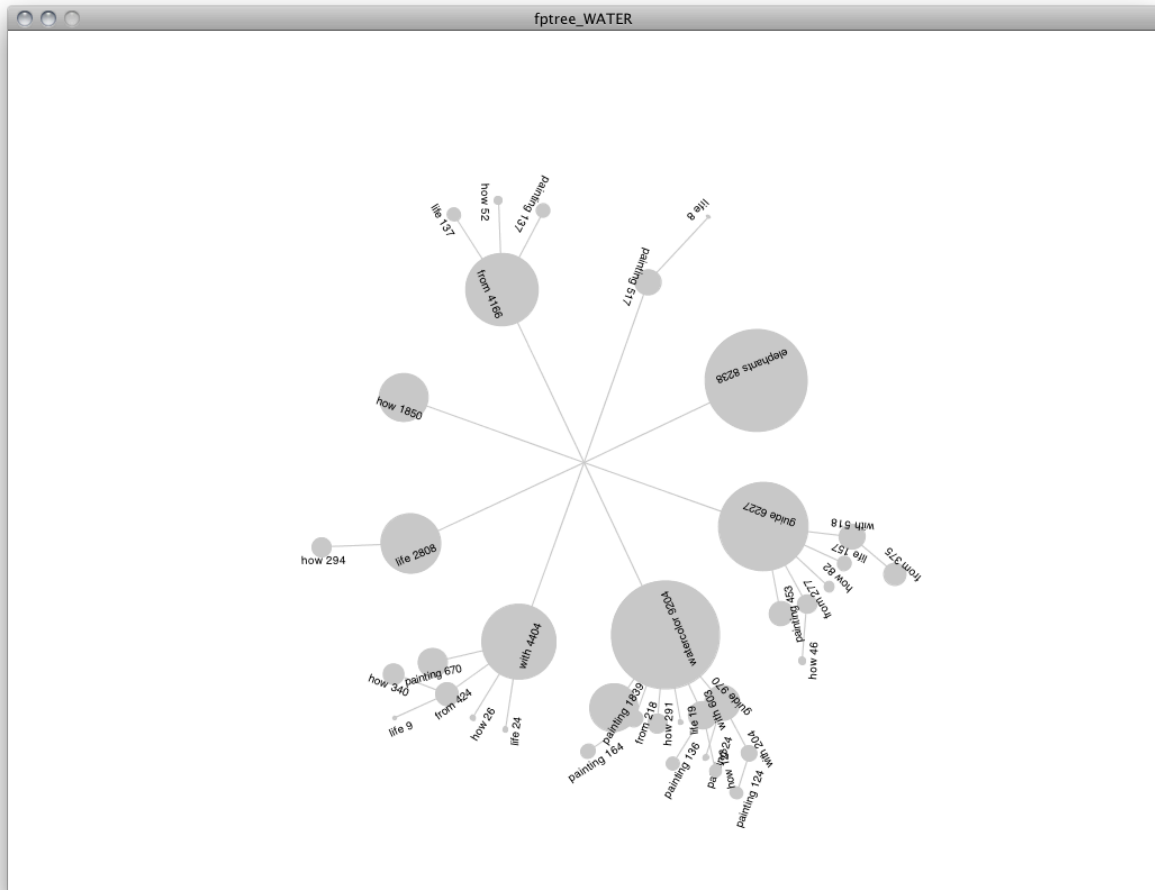 fptree_WATER
life 137
how 52
painting 137
from 4166
painting 517
life 8
elephants 8238
how 1850
guide 6227
with 518
life 157
from 375
how 82
from 277
painting 453
how 46
life 2808
how 294
with 4404
painting 670
how 340
from 424
life 9
how 26
life 24
watercolor 9204
painting 1839
painting 164
from 218
how 291
life 19
with 603
guide 970
painting 136
with 204
painting 124